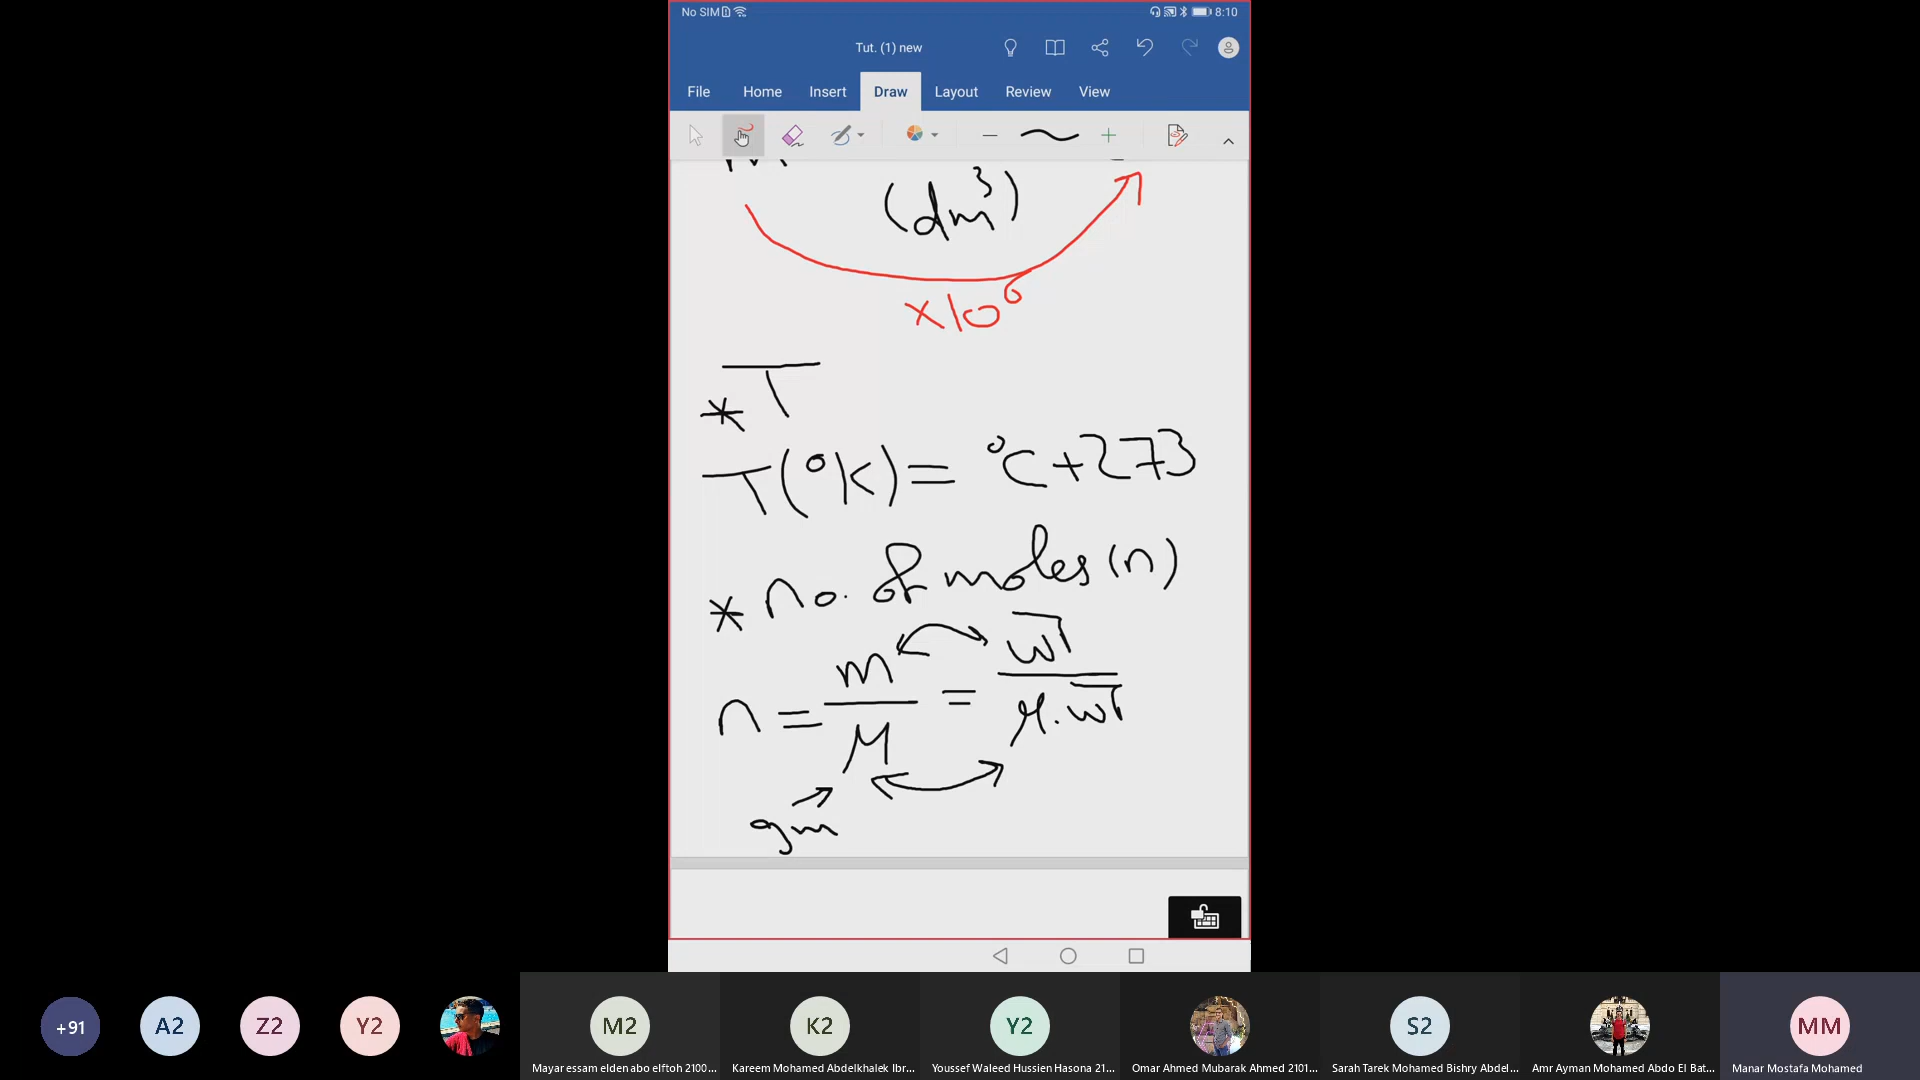 No SIM 8:10
Tut. (1) new
File Home Insert Draw Layout Review View
m
(dm³)
×10⁶
* T
T(°K) = °C + 273
* no. of moles (n)
n = m/M = wt/M.wt
gm
+91 A2 Z2 Y2 M2 K2 Y2 S2 MM
Mayar essam elden abo elftoh 2100... Kareem Mohamed Abdelkhalek Ibr... Youssef Waleed Hussien Hasona 21... Omar Ahmed Mubarak Ahmed 2101... Sarah Tarek Mohamed Bishry Abdel... Amr Ayman Mohamed Abdo El Bat... Manar Mostafa Mohamed